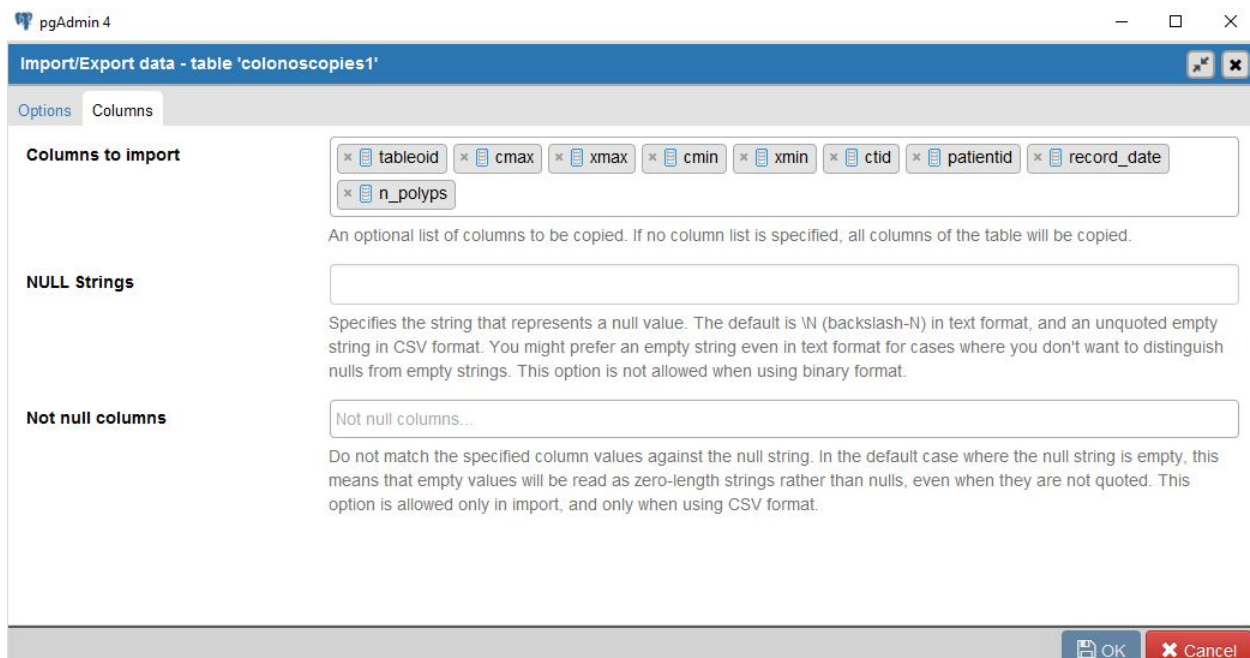 pgAdmin 4
Import/Export data - table 'colonoscopies1'
Options Columns
Columns to import
tableoid cmax xmax cmin xmin ctid patientid record_date
n_polyps
An optional list of columns to be copied. If no column list is specified, all columns of the table will be copied.
NULL Strings
Specifies the string that represents a null value. The default is \N (backslash-N) in text format, and an unquoted empty
string in CSV format. You might prefer an empty string even in text format for cases where you don't want to distinguish
nulls from empty strings. This option is not allowed when using binary format.
Not null columns
Not null columns...
Do not match the specified column values against the null string. In the default case where the null string is empty, this
means that empty values will be read as zero-length strings rather than nulls, even when they are not quoted. This
option is allowed only in import, and only when using CSV format.
OK Cancel